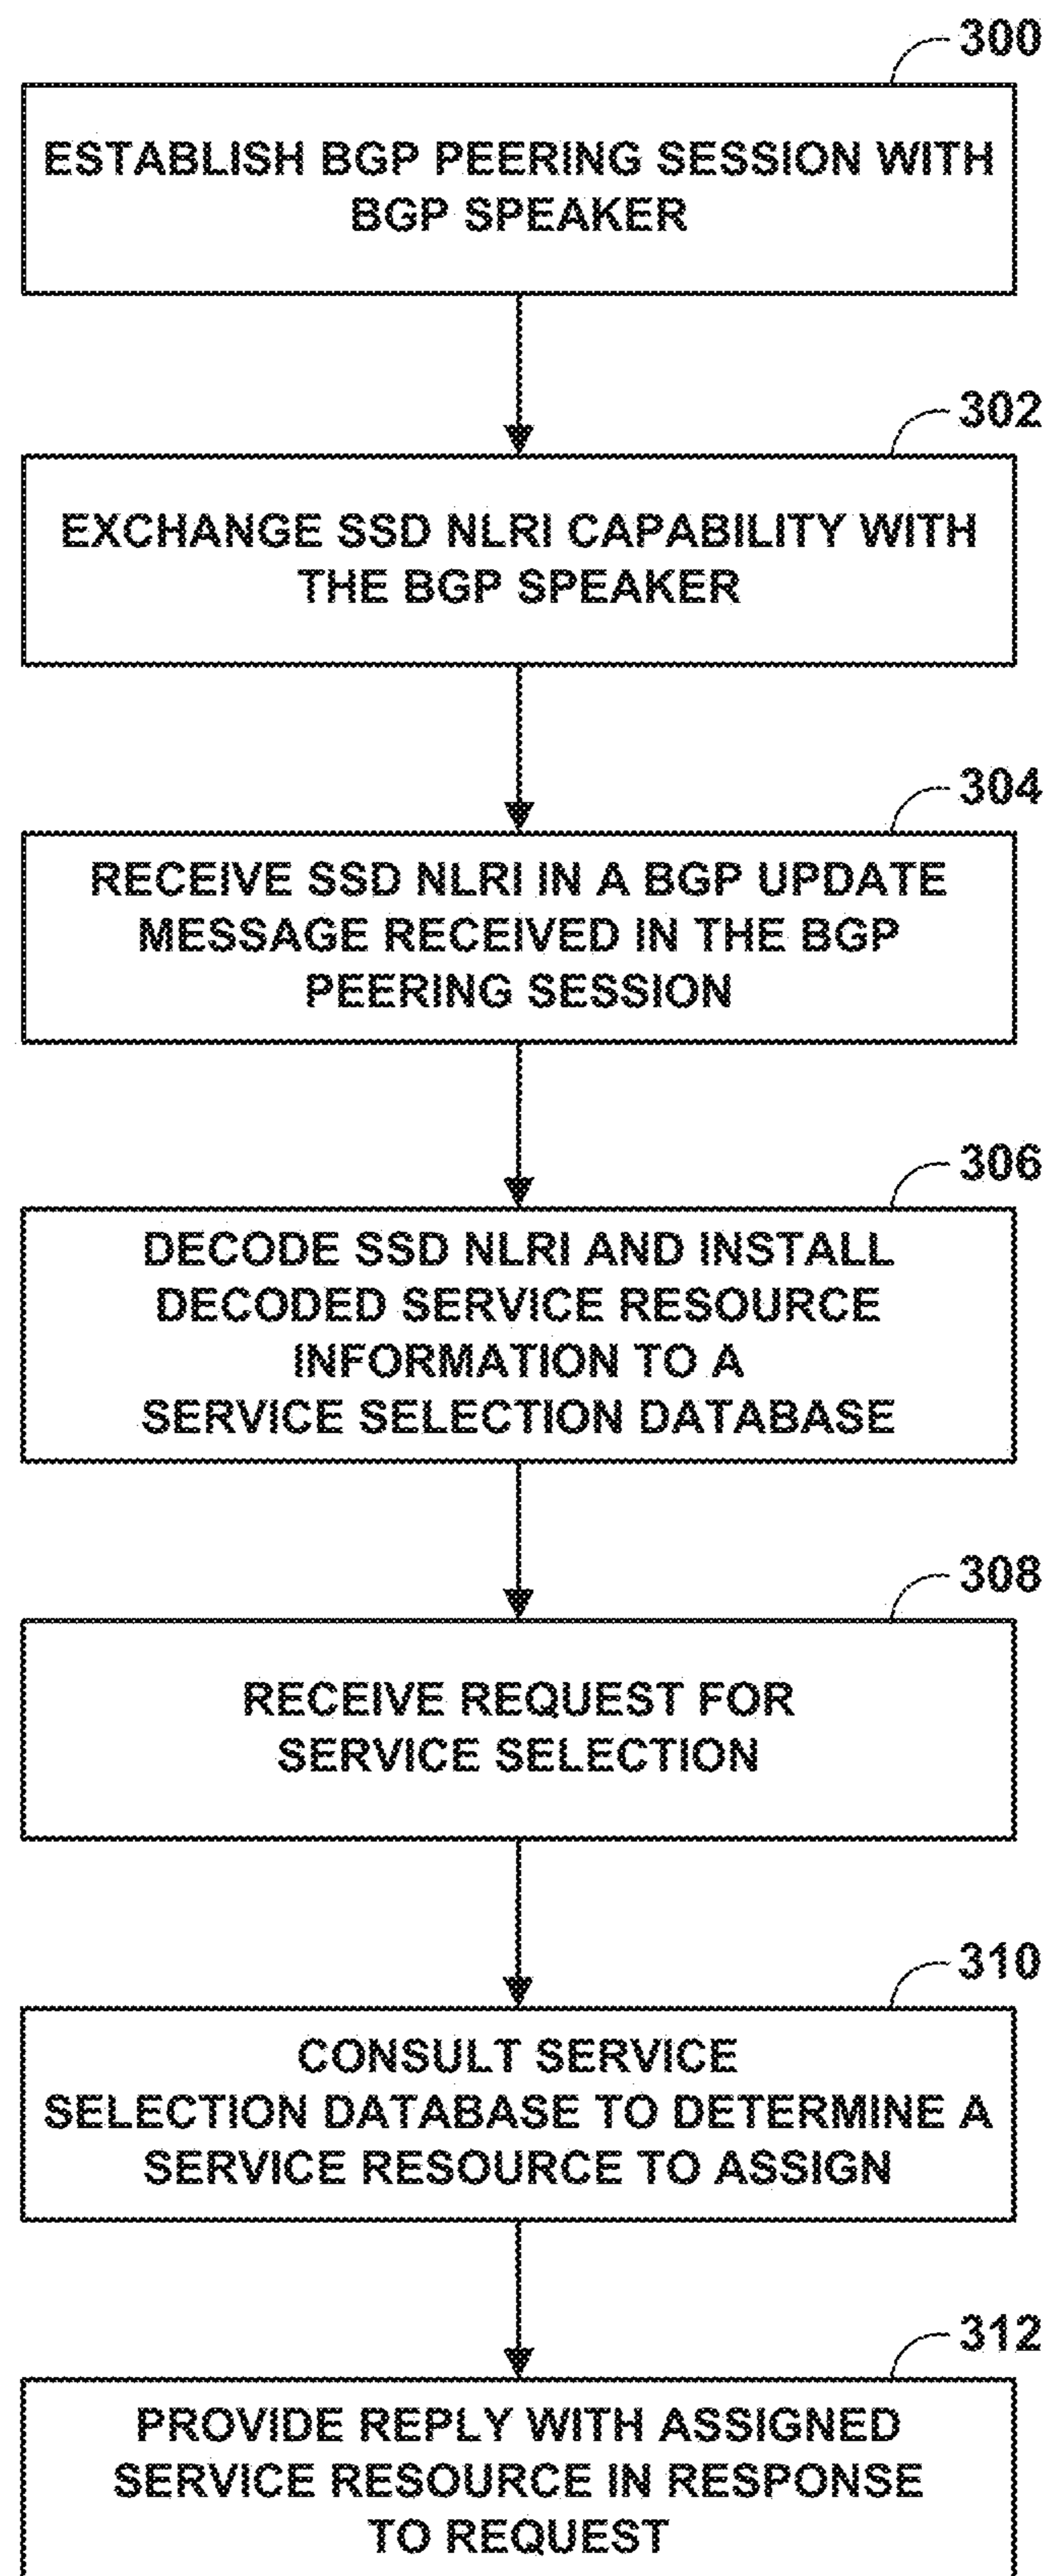 300
ESTABLISH BGP PEERING SESSION WITH
BGP SPEAKER
302
EXCHANGE SSD NLRI CAPABILITY WITH
THE BGP SPEAKER
304
RECEIVE SSD NLRI IN A BGP UPDATE
MESSAGE RECEIVED IN THE BGP
PEERING SESSION
306
DECODE SSD NLRI AND INSTALL
DECODED SERVICE RESOURCE
INFORMATION TO A
SERVICE SELECTION DATABASE
308
RECEIVE REQUEST FOR
SERVICE SELECTION
310
CONSULT SERVICE
SELECTION DATABASE TO DETERMINE A
SERVICE RESOURCE TO ASSIGN
312
PROVIDE REPLY WITH ASSIGNED
SERVICE RESOURCE IN RESPONSE
TO REQUEST